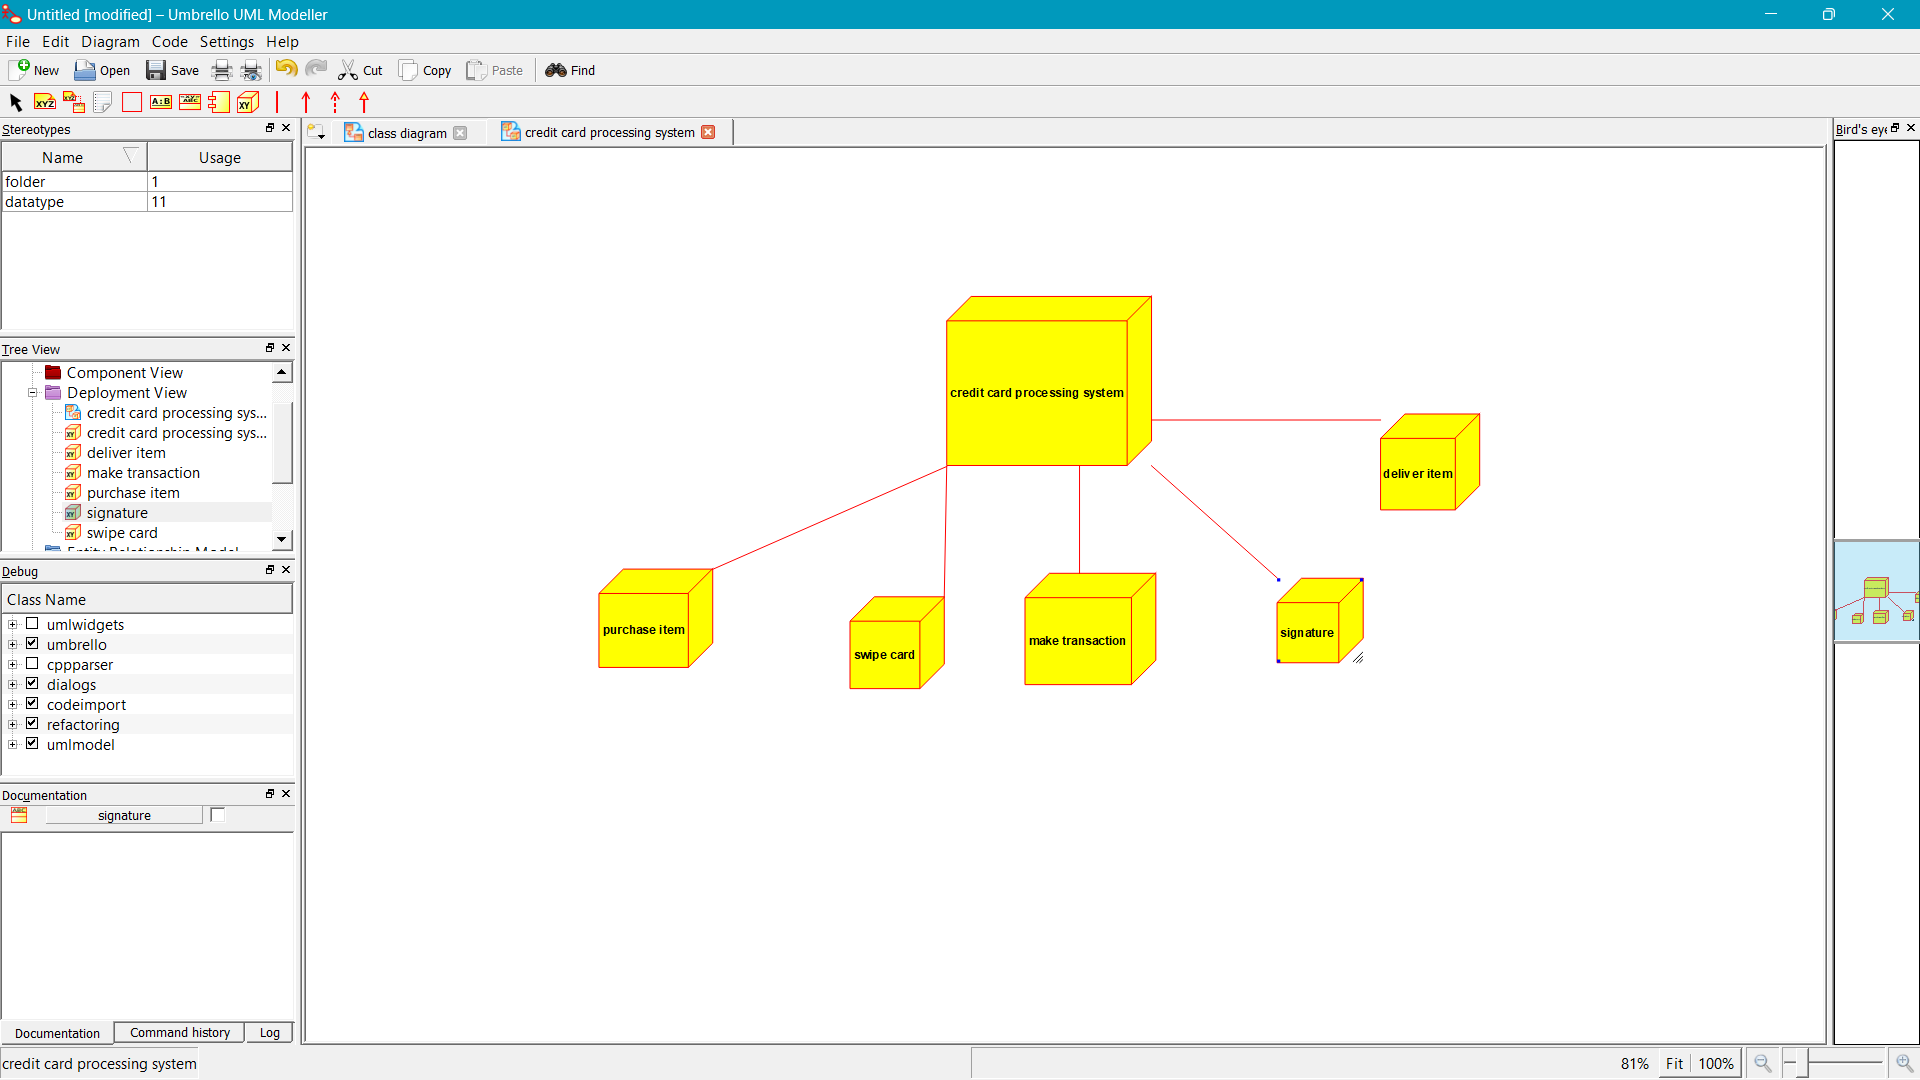 Untitled [modified] – Umbrello UML Modeller
File Edit Diagram Code Settings Help
New Open Save Cut Copy Paste Find
XYZ A:B ABC XY
Stereotypes
Name Usage
folder 1
datatype 11
Tree View
Component View
Deployment View
credit card processing sys...
credit card processing sys...
deliver item
make transaction
purchase item
signature
swipe card
Debug
Class Name
umlwidgets
umbrello
cppparser
dialogs
codeimport
refactoring
umlmodel
Documentation
signature
Documentation Command history Log
credit card processing system
class diagram credit card processing system
credit card processing system
deliver item
purchase item
swipe card
make transaction
signature
Bird's eye
81% Fit 100%